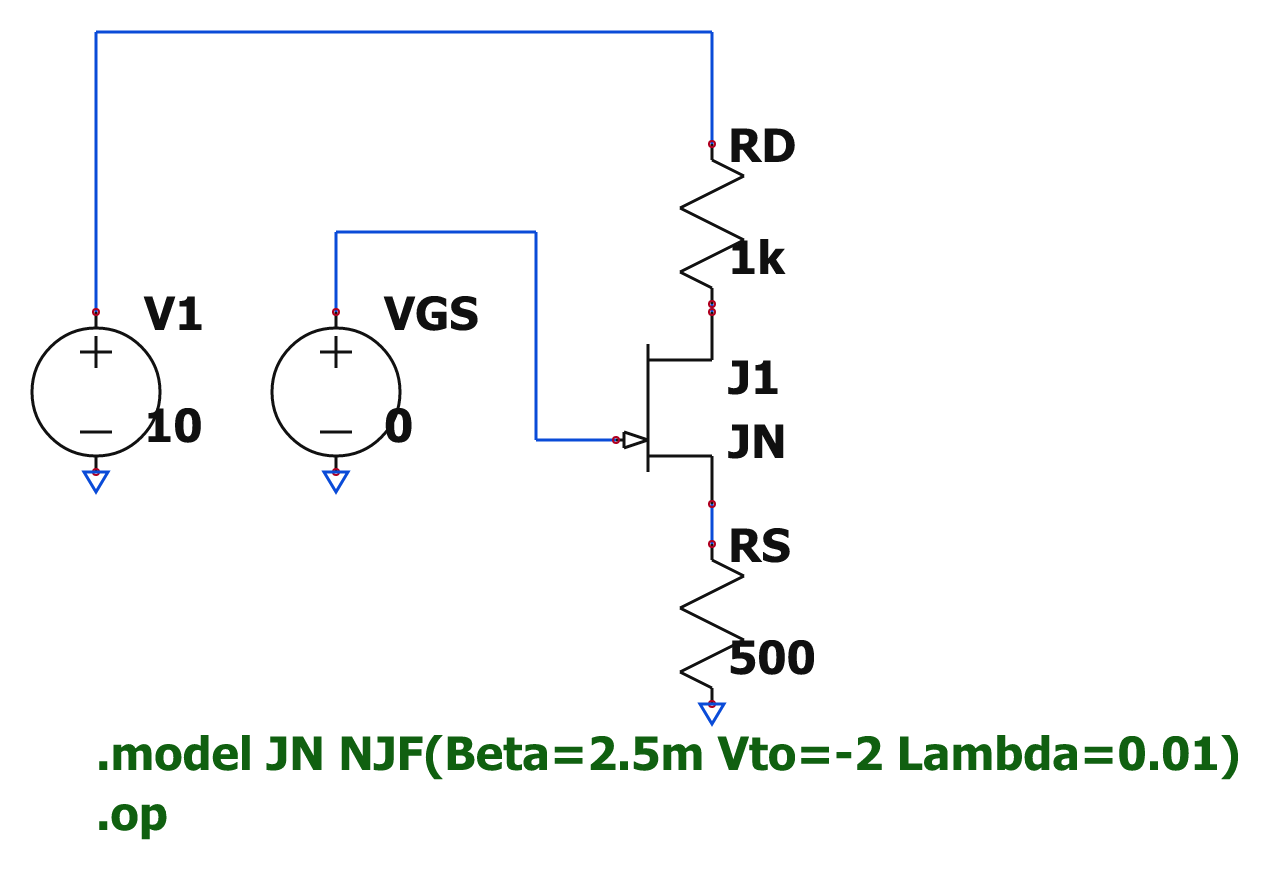 RD
1k
V1
10
VGS
0
J1
JN
RS
500
.model JN NJF(Beta=2.5m Vto=-2 Lambda=0.01)
.op